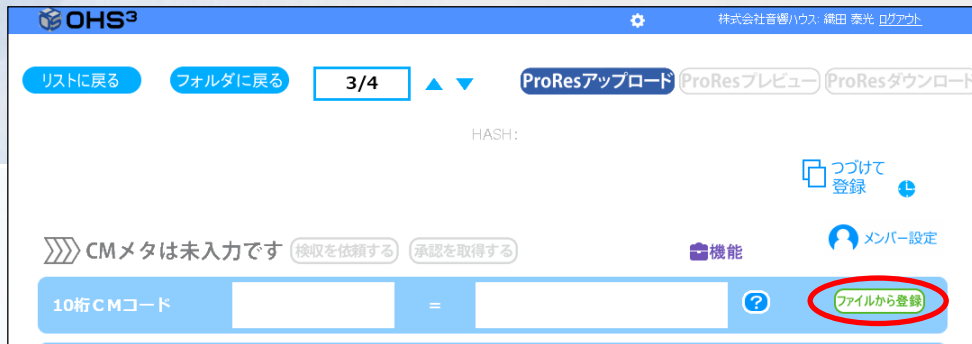 OHS³
株式会社音響ハウス: 織田 泰光 ログアウト
リストに戻る フォルダに戻る 3/4 ProResアップロード ProResプレビュー ProResダウンロード
HASH:
つづけて
登録
CMメタは未入力です 検収を依頼する 承認を取得する 機能 メンバー設定
10桁CMコード = ? ファイルから登録